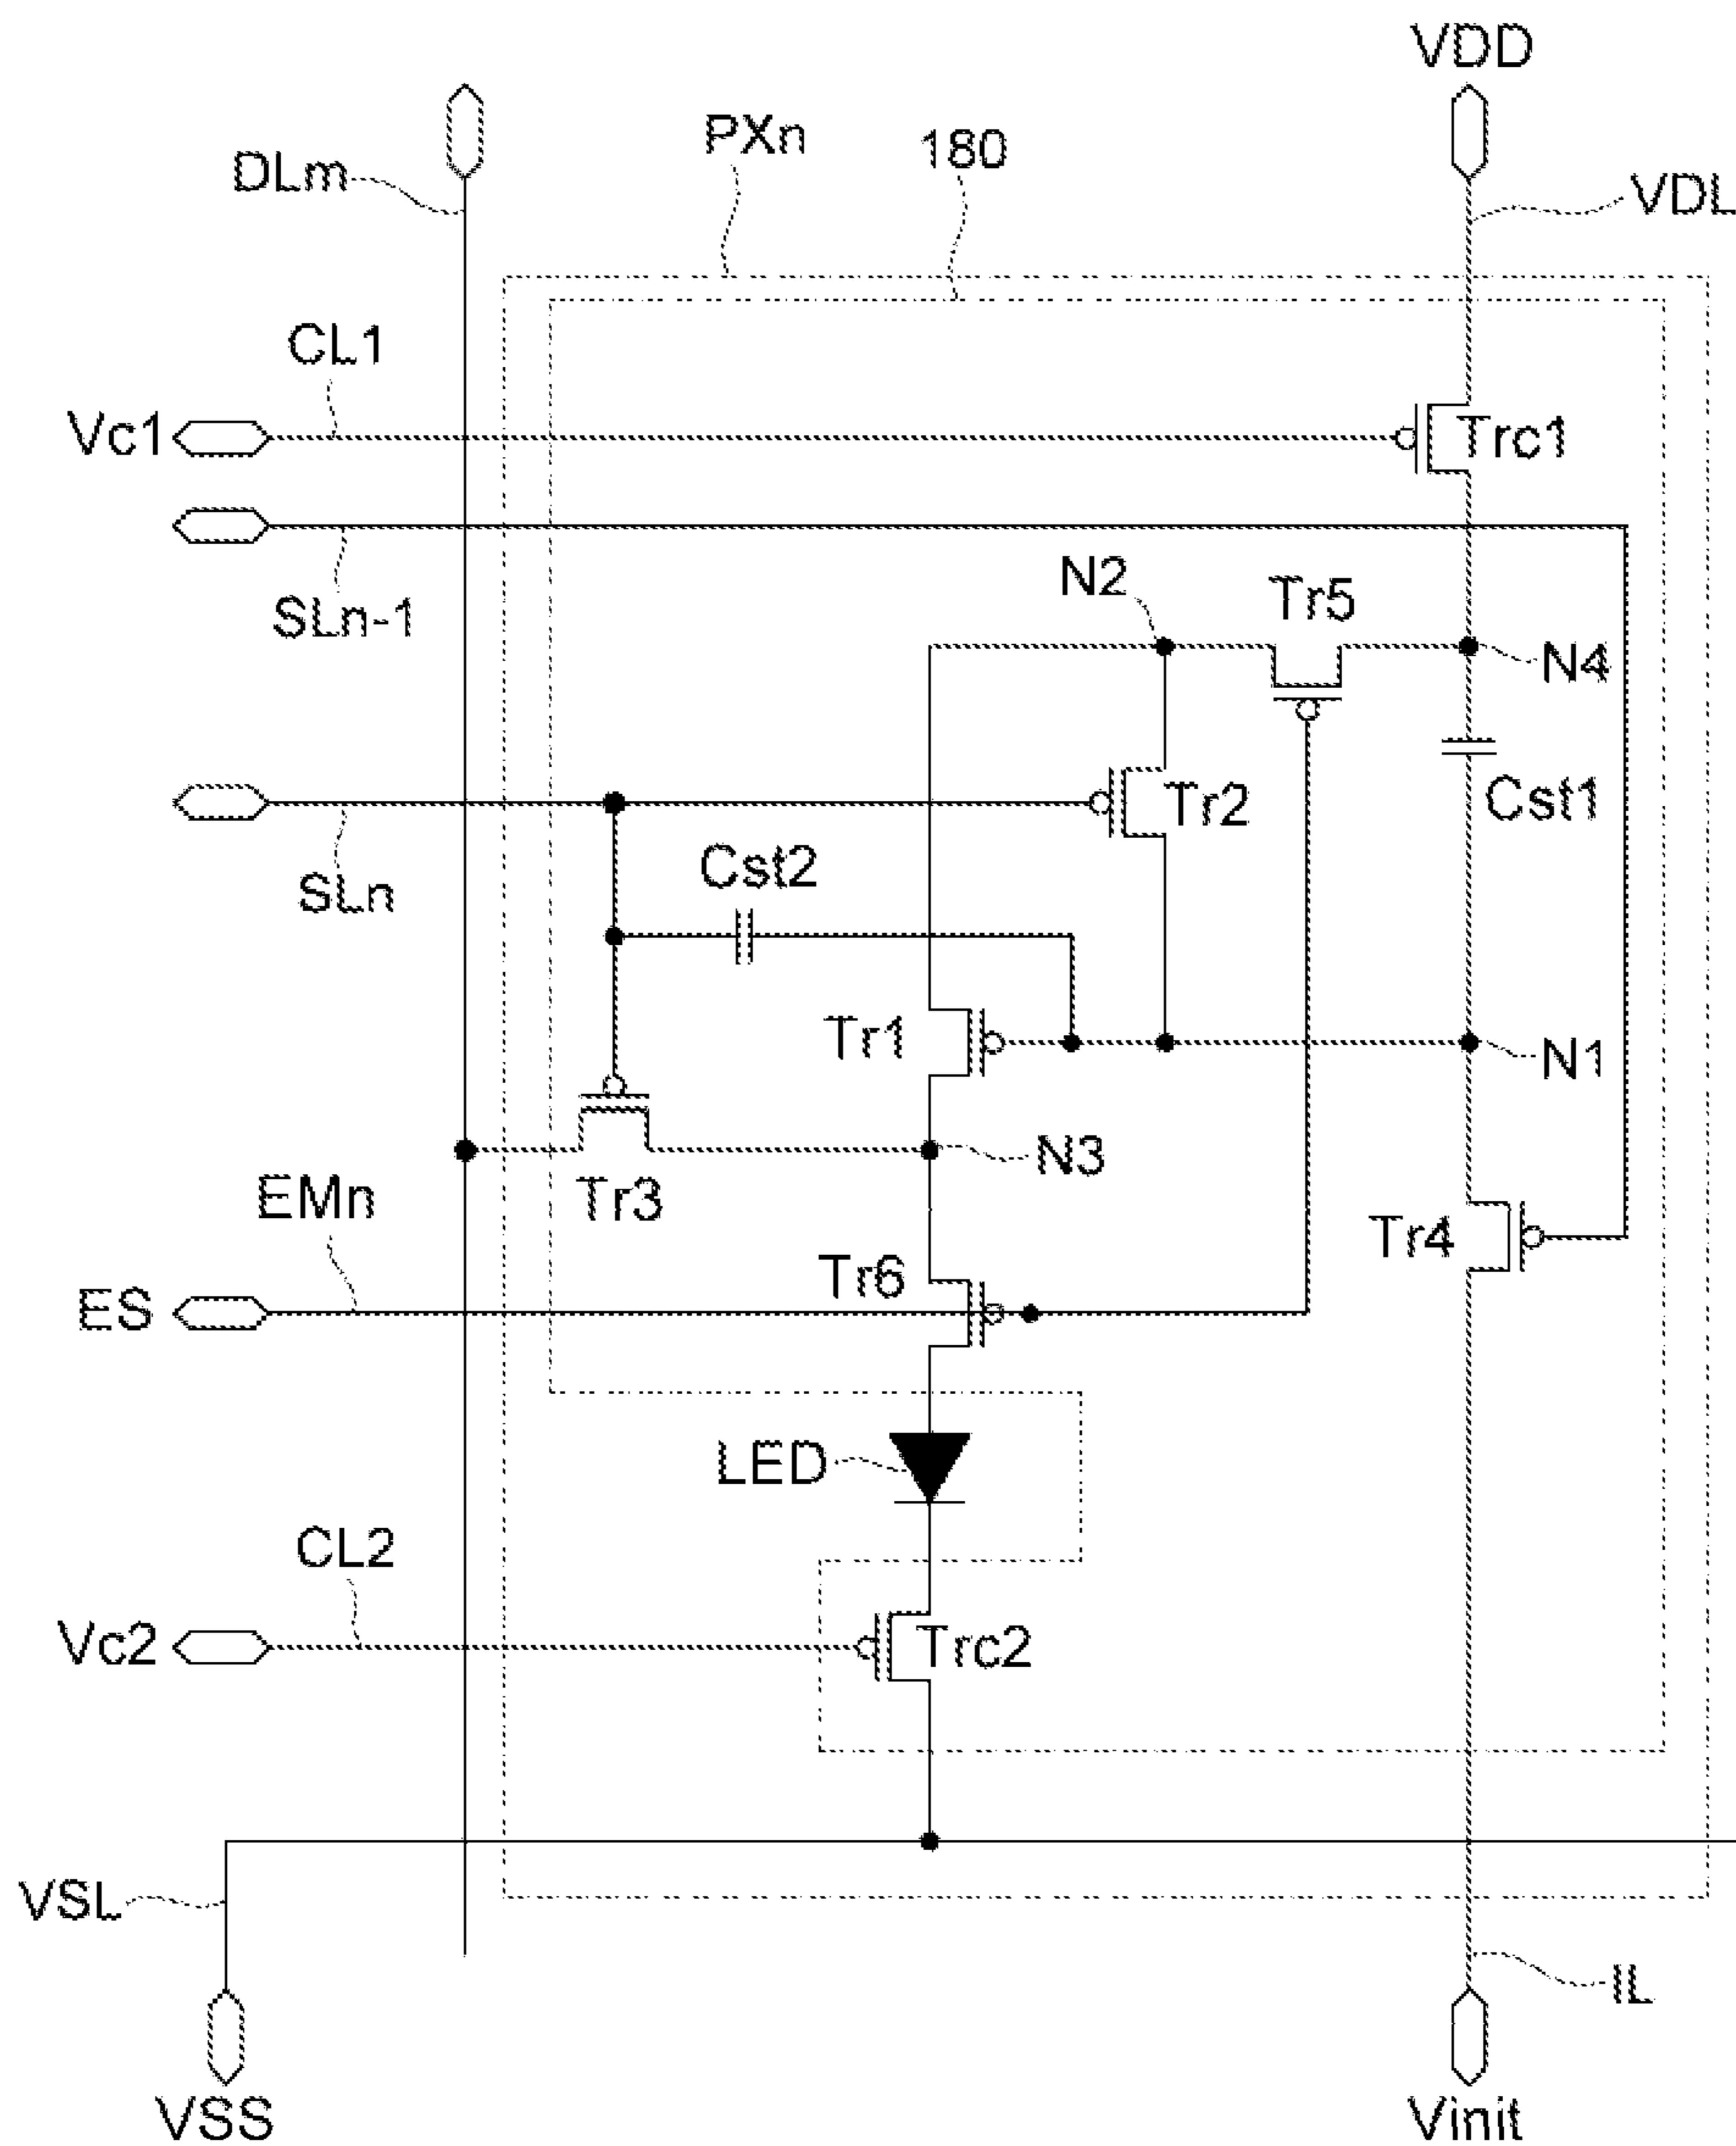 VDD
PXn
180
DLm
VDL
CL1
Vc1
Trc1
SLn-1
N2
Tr5
N4
Tr2
Cst1
SLn
Cst2
Tr1
N1
N3
Tr3
EMn
Tr4
Tr6
ES
LED
CL2
Vc2
Trc2
VSL
IL
VSS
Vinit